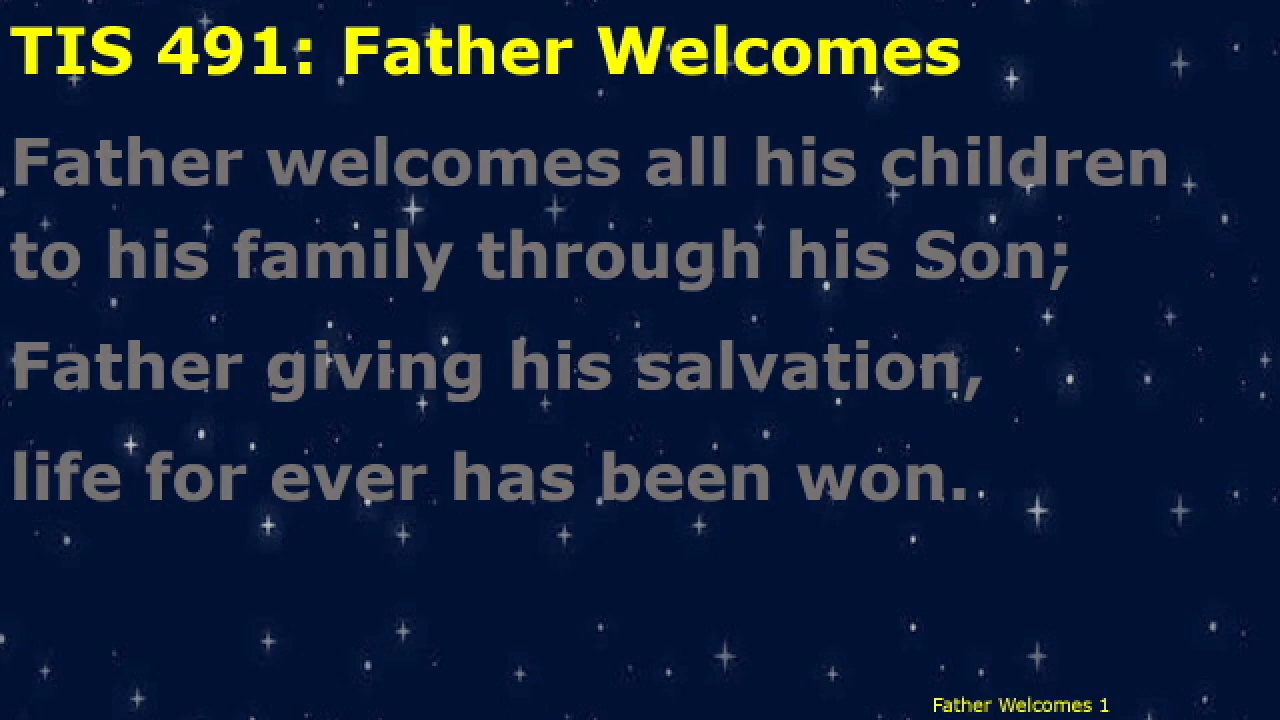 TIS 491: Father Welcomes
Father welcomes all his children
to his family through his Son;
Father giving his salvation,
life for ever has been won.
Father Welcomes 1